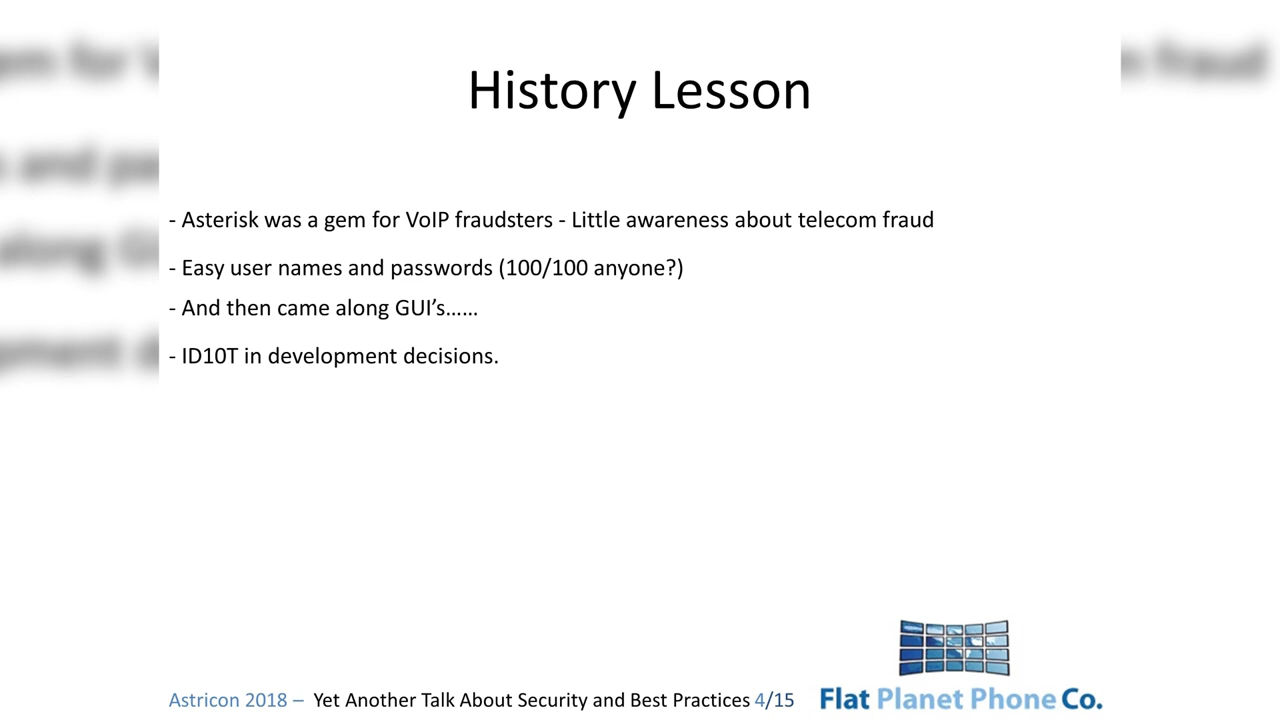 History Lesson
- Asterisk was a gem for VoIP fraudsters - Little awareness about telecom fraud
- Easy user names and passwords (100/100 anyone?)
- And then came along GUI’s……
- ID10T in development decisions.
Astricon 2018 – Yet Another Talk About Security and Best Practices 4/15
Flat Planet Phone Co.